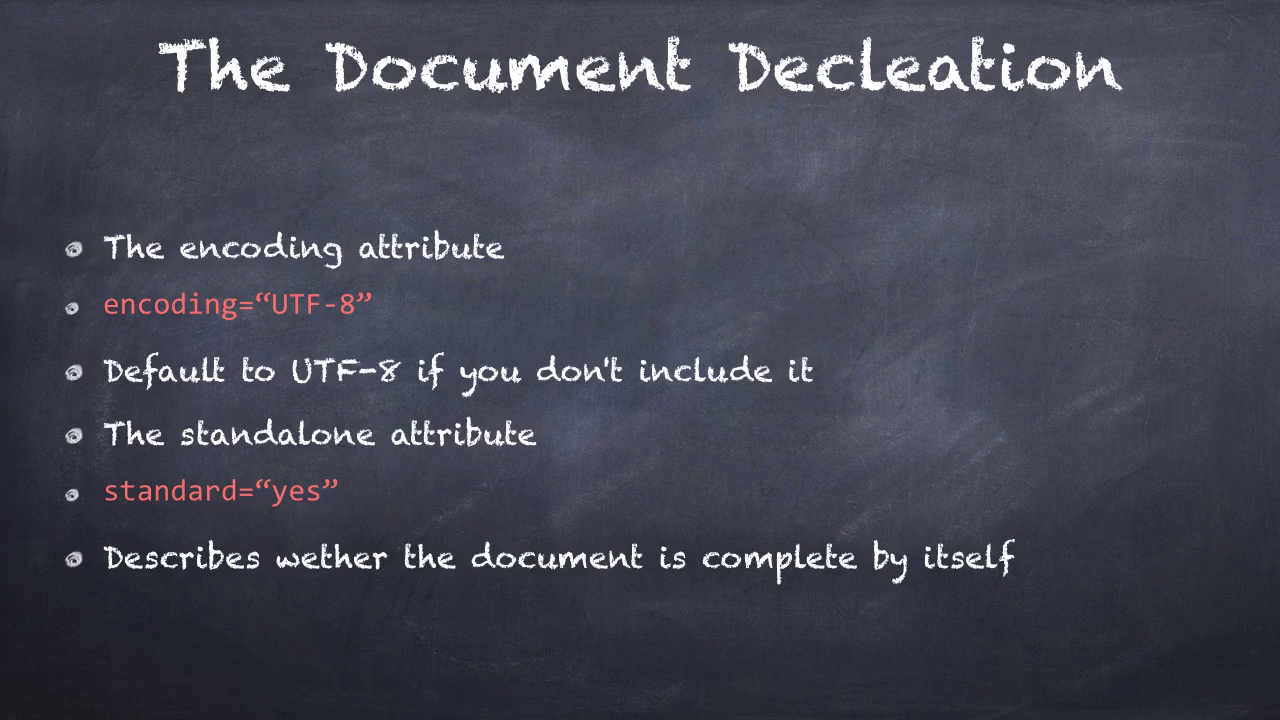 The Document Decleation
The encoding attribute
encoding=“UTF-8”
Default to UTF-8 if you don't include it
The standalone attribute
standard=“yes”
Describes wether the document is complete by itself